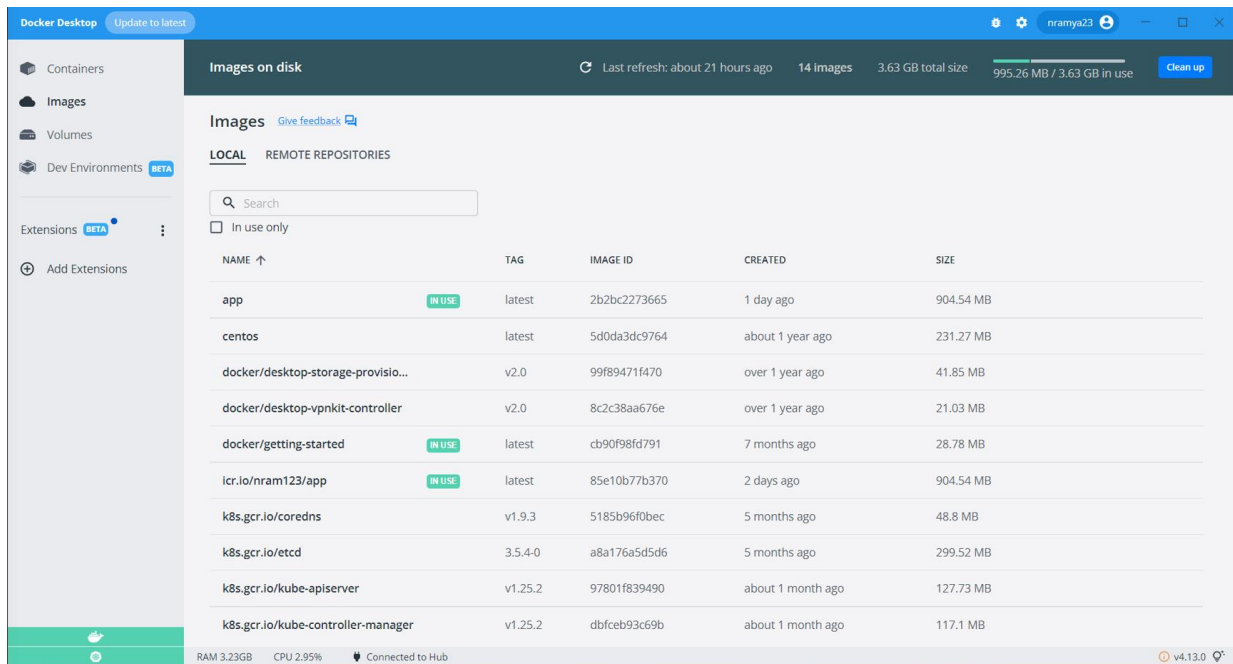 Docker Desktop Update to latest nramya23
Containers
Images
Volumes
Dev Environments BETA
Extensions BETA
Add Extensions
Images on disk Last refresh: about 21 hours ago 14 images 3.63 GB total size 995.26 MB / 3.63 GB in use Clean up
Images Give feedback
LOCAL REMOTE REPOSITORIES
Search
In use only
NAME TAG IMAGE ID CREATED SIZE
app IN USE latest 2b2bc2273665 1 day ago 904.54 MB
centos latest 5d0da3dc9764 about 1 year ago 231.27 MB
docker/desktop-storage-provisio... v2.0 99f89471f470 over 1 year ago 41.85 MB
docker/desktop-vpnkit-controller v2.0 8c2c38aa676e over 1 year ago 21.03 MB
docker/getting-started IN USE latest cb90f98fd791 7 months ago 28.78 MB
icr.io/nram123/app IN USE latest 85e10b77b370 2 days ago 904.54 MB
k8s.gcr.io/coredns v1.9.3 5185b96f0bec 5 months ago 48.8 MB
k8s.gcr.io/etcd 3.5.4-0 a8a176a5d5d6 5 months ago 299.52 MB
k8s.gcr.io/kube-apiserver v1.25.2 97801f839490 about 1 month ago 127.73 MB
k8s.gcr.io/kube-controller-manager v1.25.2 dbfceb93c69b about 1 month ago 117.1 MB
RAM 3.23GB CPU 2.95% Connected to Hub v4.13.0